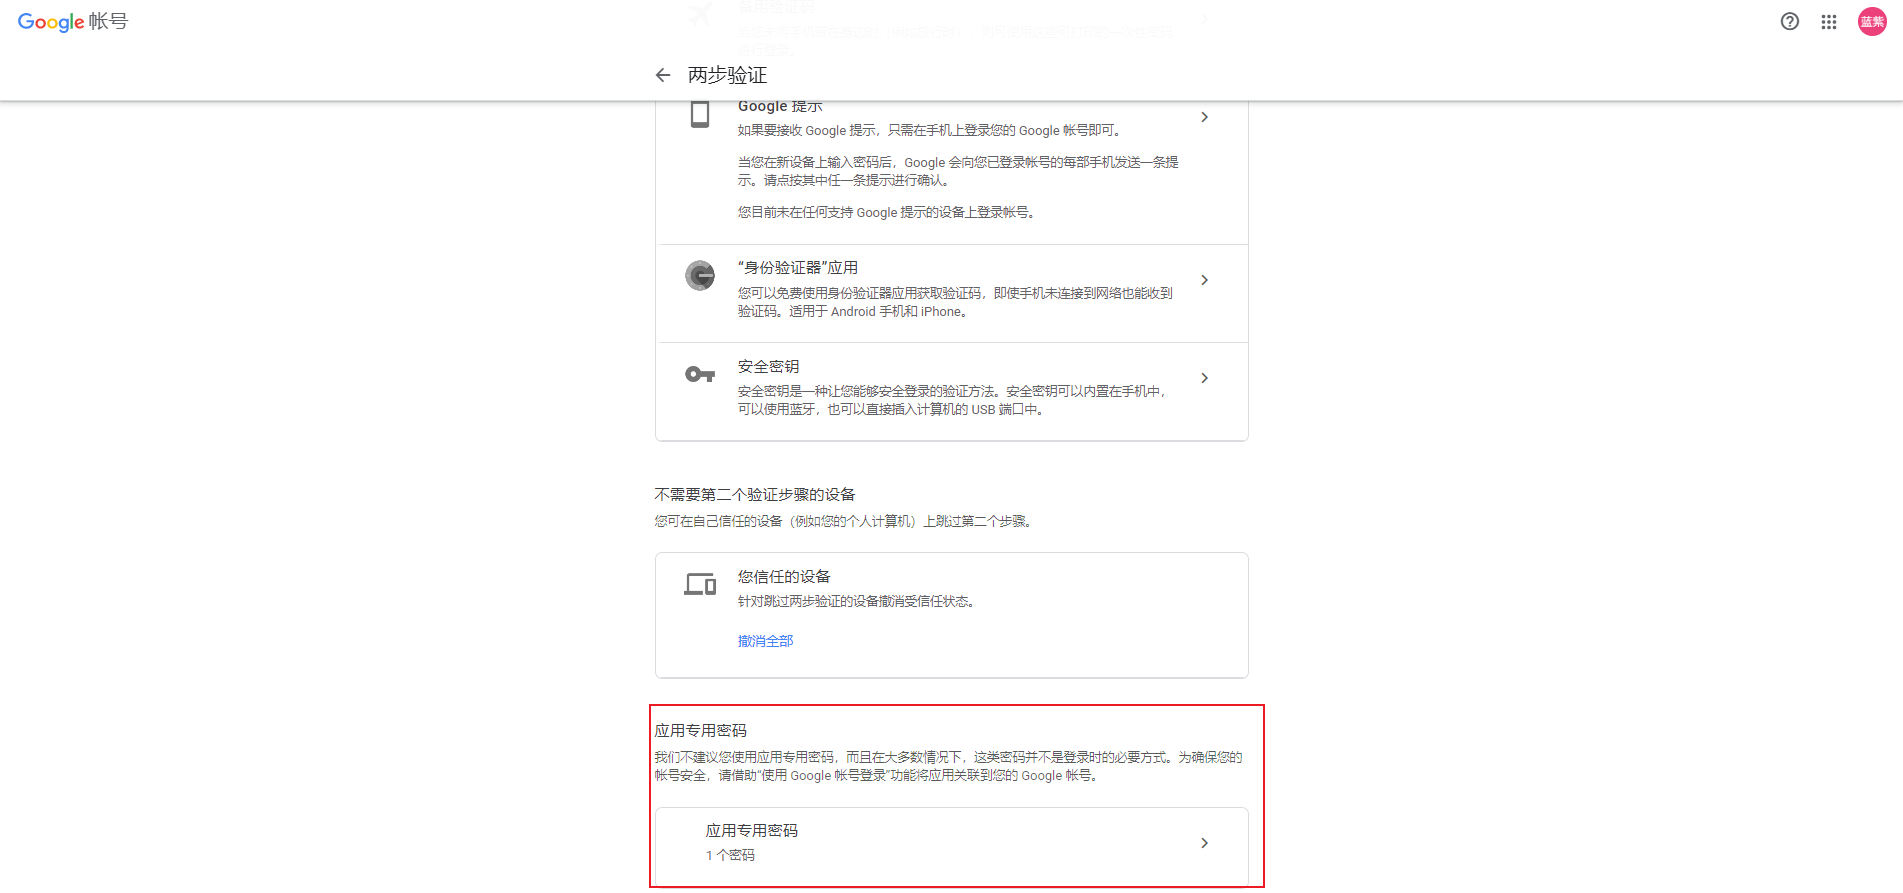 Google 帐号
蓝紫
备用验证码
两步验证
Google 提示
如果要接收 Google 提示，只需在手机上登录您的 Google 帐号即可。
当您在新设备上输入密码后，Google 会向您已登录帐号的每部手机发送一条提
示。请点按其中任一条提示进行确认。
您目前未在任何支持 Google 提示的设备上登录帐号。
“身份验证器”应用
您可以免费使用身份验证器应用获取验证码，即使手机未连接到网络也能收到
验证码。适用于 Android 手机和 iPhone。
安全密钥
安全密钥是一种让您能够安全登录的验证方法。安全密钥可以内置在手机中，
可以使用蓝牙，也可以直接插入计算机的 USB 端口中。
不需要第二个验证步骤的设备
您可在自己信任的设备（例如您的个人计算机）上跳过第二个步骤。
您信任的设备
针对跳过两步验证的设备撤消受信任状态。
撤消全部
应用专用密码
我们不建议您使用应用专用密码，而且在大多数情况下，这类密码并不是登录时的必要方式。为确保您的
帐号安全，请借助“使用 Google 帐号登录”功能将应用关联到您的 Google 帐号。
应用专用密码
1 个密码